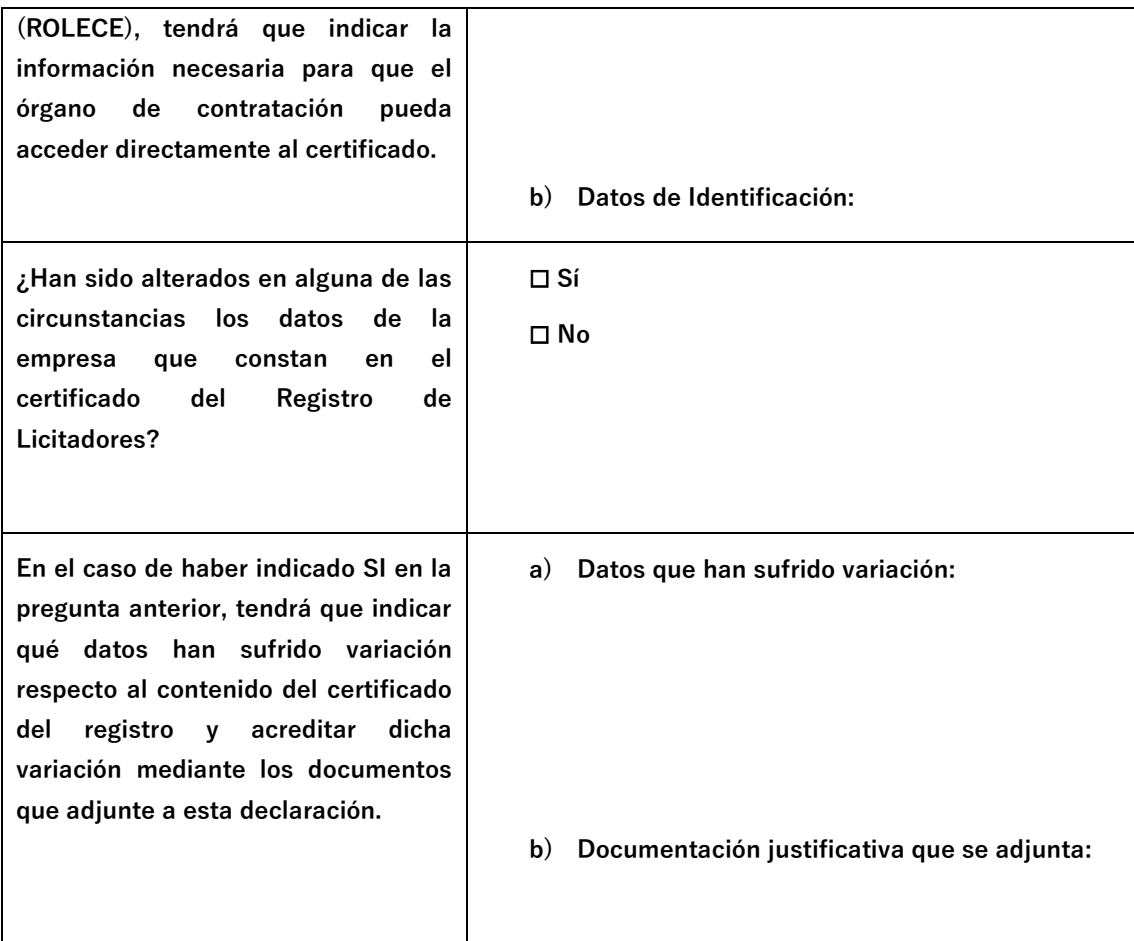 (ROLECE), tendrá que indicar la
información necesaria para que el
órgano de contratación pueda
acceder directamente al certificado.
b) Datos de Identificación:
¿Han sido alterados en alguna de las
circunstancias los datos de la
empresa que constan en el
certificado del Registro de
Licitadores?
☐ Sí
☐ No
En el caso de haber indicado SI en la
pregunta anterior, tendrá que indicar
qué datos han sufrido variación
respecto al contenido del certificado
del registro y acreditar dicha
variación mediante los documentos
que adjunte a esta declaración.
a) Datos que han sufrido variación:
b) Documentación justificativa que se adjunta: